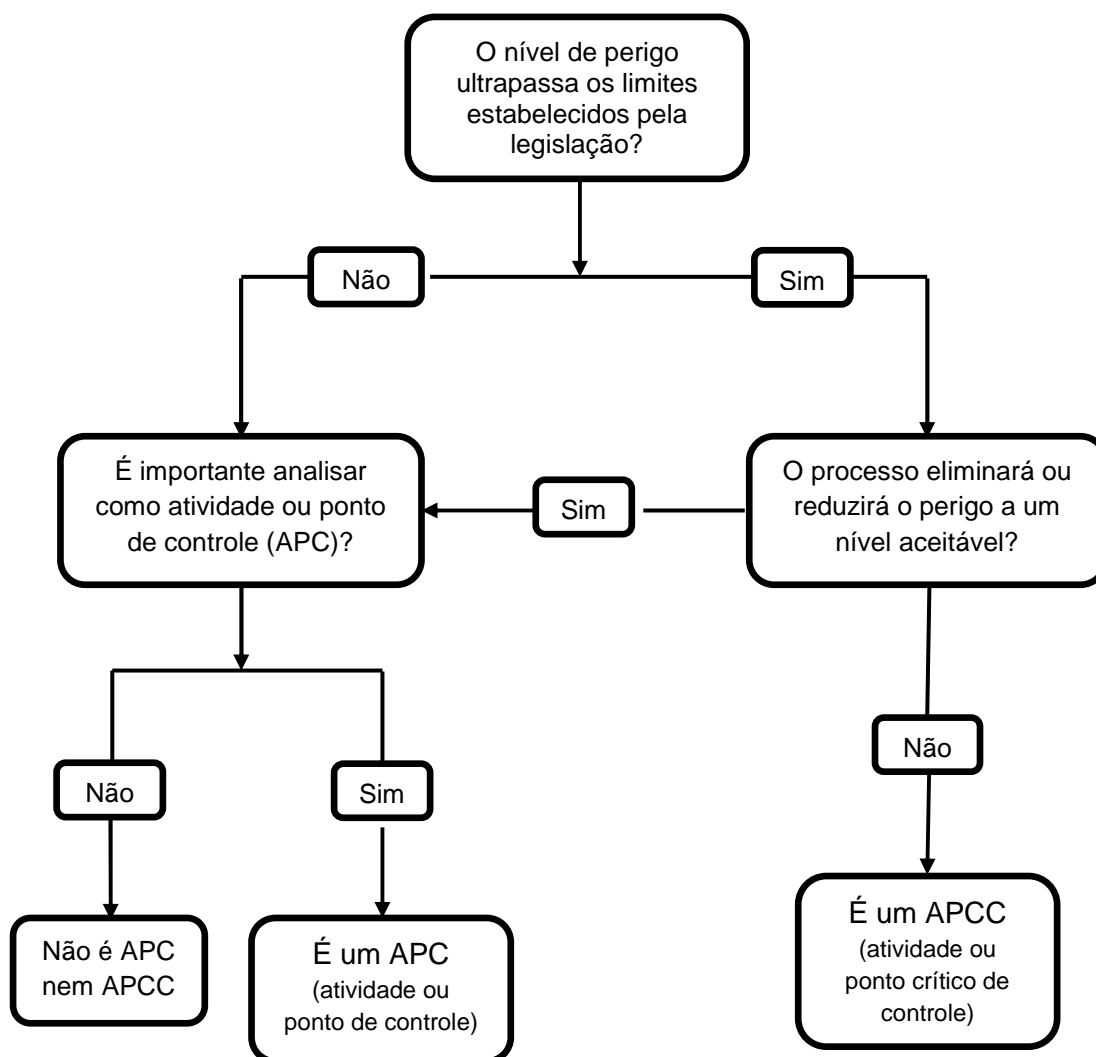 O nível de perigo
ultrapassa os limites
estabelecidos pela
legislação?
Não
Sim
É importante analisar
como atividade ou ponto
de controle (APC)?
Sim
O processo eliminará ou
reduzirá o perigo a um
nível aceitável?
Não
Sim
Não
Não é APC
nem APCC
É um APC
(atividade ou
ponto de controle)
É um APCC
(atividade ou
ponto crítico de
controle)